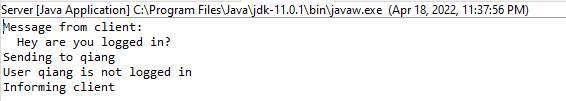 Server [Java Application] C:\Program Files\Java\jdk-11.0.1\bin\javaw.exe (Apr 18, 2022, 11:37:56 PM)
Message from client:
  Hey are you logged in?
Sending to qiang
User qiang is not logged in
Informing client